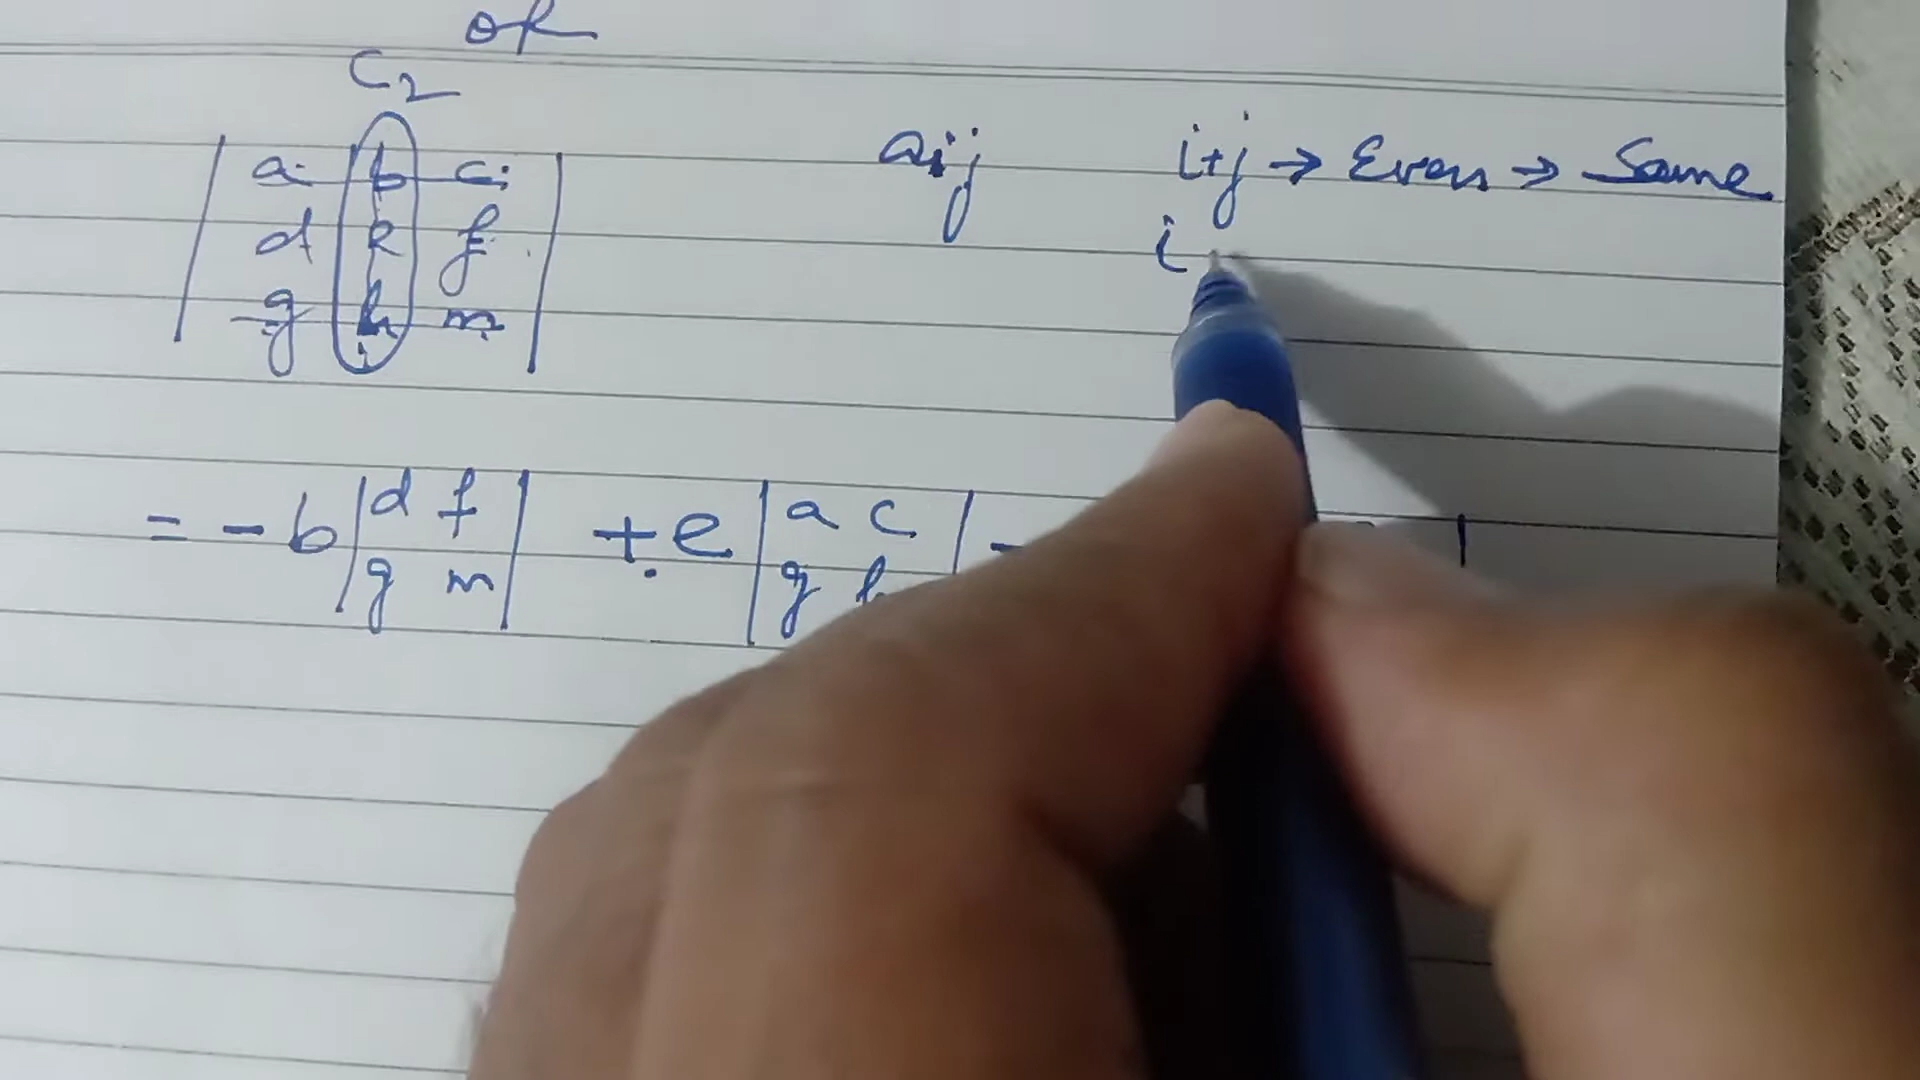 or
C2
| a b c |
| d e f |
| g h m |
aij i+j → Even → Same
i
= - b | d f | + e | a c | -
| g m | | g